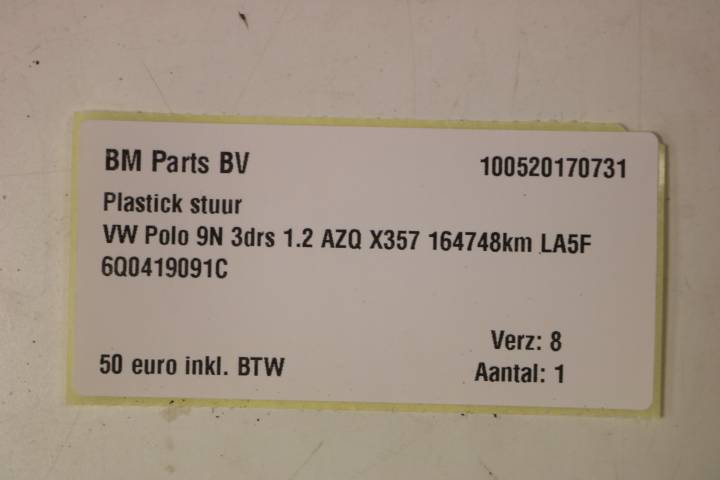 BM Parts BV 100520170731
Plastick stuur
VW Polo 9N 3drs 1.2 AZQ X357 164748km LA5F
6Q0419091C
Verz: 8
50 euro inkl. BTW Aantal: 1